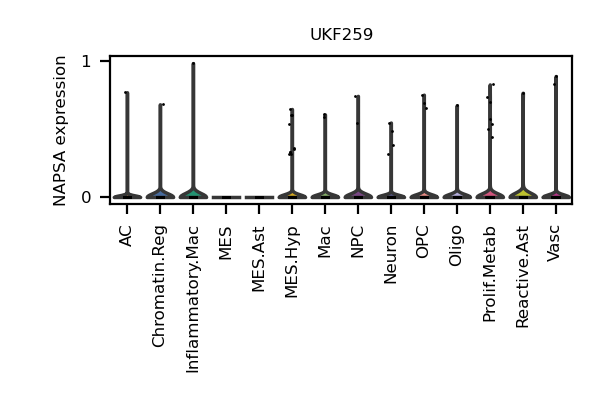 UKF259
NAPSA expression
1
0
AC
Chromatin.Reg
Inflammatory.Mac
MES
MES.Ast
MES.Hyp
Mac
NPC
Neuron
OPC
Oligo
Prolif.Metab
Reactive.Ast
Vasc